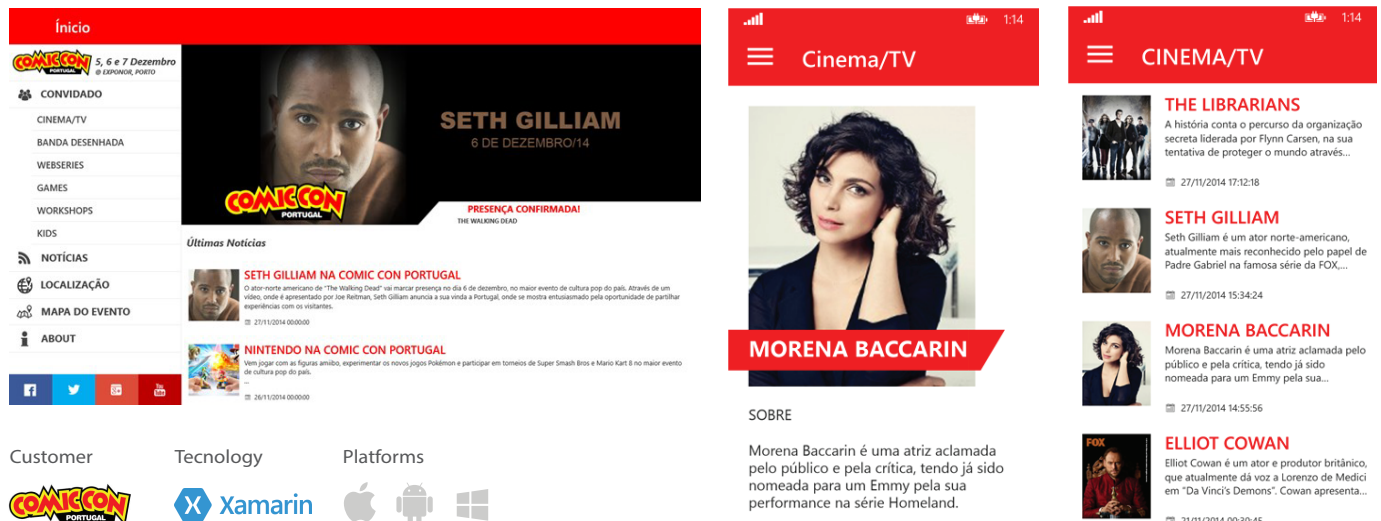 Ínicio
COMIC CON
PORTUGAL
5, 6 e 7 Dezembro
@ EXPONOR, PORTO
CONVIDADO
CINEMA/TV
BANDA DESENHADA
WEBSERIES
GAMES
WORKSHOPS
KIDS
NOTÍCIAS
LOCALIZAÇÃO
MAPA DO EVENTO
ABOUT
You
Tube
SETH GILLIAM
6 DE DEZEMBRO/14
COMIC CON
PORTUGAL
PRESENÇA CONFIRMADA!
THE WALKING DEAD
Últimas Notícias
SETH GILLIAM NA COMIC CON PORTUGAL
O ator-norte americano de "The Walking Dead" vai marcar presença no dia 6 de dezembro, no maior evento de cultura pop do país. Através de um
vídeo, onde é apresentado por Joe Reitman, Seth Gilliam anuncia a sua vinda a Portugal, onde se mostra entusiasmado pela oportunidade de partilhar
experiências com os visitantes.
27/11/2014 00:00:00
NINTENDO NA COMIC CON PORTUGAL
Vem jogar com as figuras amiibo, experimentar os novos jogos Pokémon e participar em torneios de Super Smash Bros e Mario Kart 8 no maior evento
de cultura pop do país.
...
26/11/2014 00:00:00
Customer
Tecnology
Platforms
COMIC CON
PORTUGAL
Xamarin
1:14
Cinema/TV
MORENA BACCARIN
SOBRE
Morena Baccarin é uma atriz aclamada
pelo público e pela crítica, tendo já sido
nomeada para um Emmy pela sua
performance na série Homeland.
1:14
CINEMA/TV
THE LIBRARIANS
A história conta o percurso da organização
secreta liderada por Flynn Carsen, na sua
tentativa de proteger o mundo através...
27/11/2014 17:12:18
SETH GILLIAM
Seth Gilliam é um ator norte-americano,
atualmente mais reconhecido pelo papel de
Padre Gabriel na famosa série da FOX,...
27/11/2014 15:34:24
MORENA BACCARIN
Morena Baccarin é uma atriz aclamada pelo
público e pela crítica, tendo já sido
nomeada para um Emmy pela sua...
27/11/2014 14:55:56
FOX
ELLIOT COWAN
Elliot Cowan é um ator e produtor britânico,
que atualmente dá voz a Lorenzo de Medici
em "Da Vinci's Demons". Cowan apresenta...